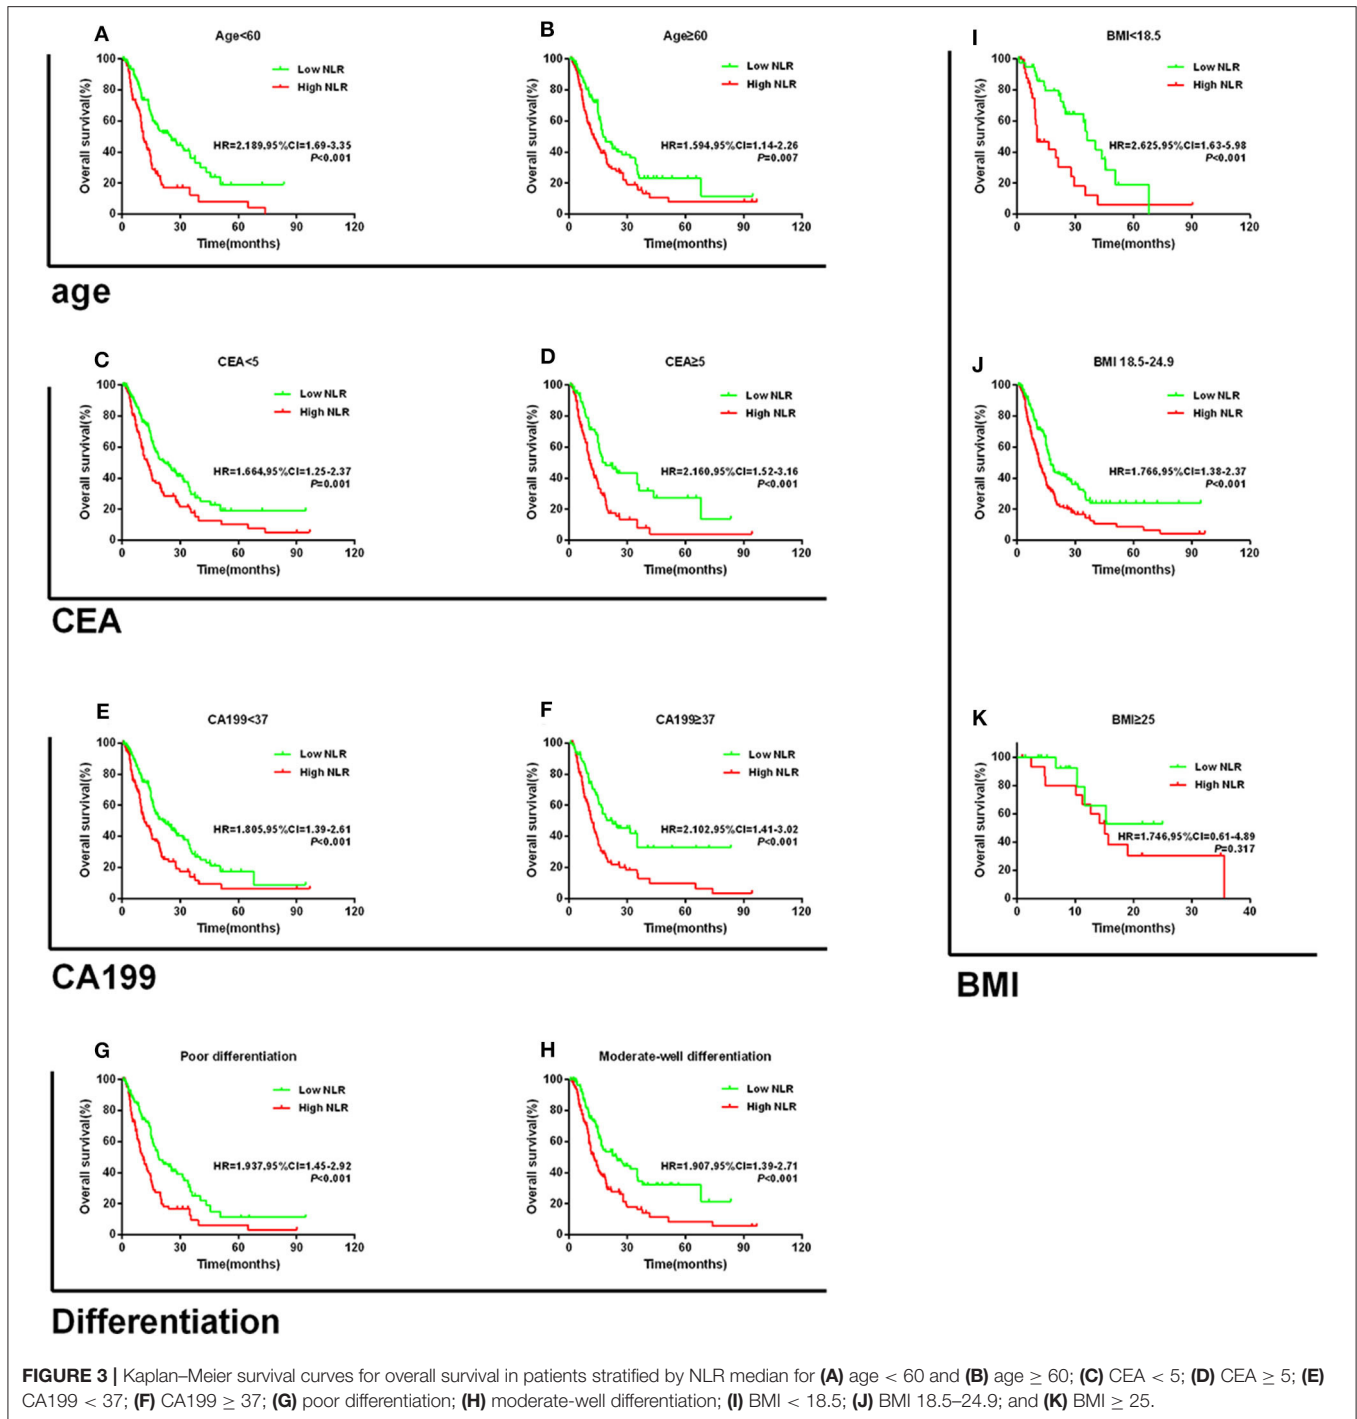 A
Age<60
100
80
60
40
20
0
Overall survival(%)
Low NLR
High NLR
HR=2.189,95%CI=1.69-3.35
P<0.001
0 30 60 90 120
Time(months)
B
Age≥60
100
80
60
40
20
0
Overall survival(%)
Low NLR
High NLR
HR=1.594,95%CI=1.14-2.26
P=0.007
0 30 60 90 120
Time(months)
age
C
CEA<5
100
80
60
40
20
0
Overall survival(%)
Low NLR
High NLR
HR=1.664,95%CI=1.25-2.37
P=0.001
0 30 60 90 120
Time(months)
D
CEA≥5
100
80
60
40
20
0
Overall survival(%)
Low NLR
High NLR
HR=2.160,95%CI=1.52-3.16
P<0.001
0 30 60 90 120
Time(months)
CEA
E
CA199<37
100
80
60
40
20
0
Overall survival(%)
Low NLR
High NLR
HR=1.805,95%CI=1.39-2.61
P<0.001
0 30 60 90 120
Time(months)
F
CA199≥37
100
80
60
40
20
0
Overall survival(%)
Low NLR
High NLR
HR=2.102,95%CI=1.41-3.02
P<0.001
0 30 60 90 120
Time(months)
CA199
G
Poor differentiation
100
80
60
40
20
0
Overall survival(%)
Low NLR
High NLR
HR=1.937,95%CI=1.45-2.92
P<0.001
0 30 60 90 120
Time(months)
H
Moderate-well differentiation
100
80
60
40
20
0
Overall survival(%)
Low NLR
High NLR
HR=1.907,95%CI=1.39-2.71
P<0.001
0 30 60 90 120
Time(months)
Differentiation
I
BMI<18.5
100
80
60
40
20
0
Overall survival(%)
Low NLR
High NLR
HR=2.625,95%CI=1.63-5.98
P<0.001
0 30 60 90 120
Time(months)
J
BMI 18.5-24.9
100
80
60
40
20
0
Overall survival(%)
Low NLR
High NLR
HR=1.766,95%CI=1.38-2.37
P<0.001
0 30 60 90 120
Time(months)
K
BMI≥25
100
80
60
40
20
0
Overall survival(%)
Low NLR
High NLR
HR=1.746,95%CI=0.61-4.89
P=0.317
0 10 20 30 40
Time(months)
BMI
FIGURE 3 | Kaplan–Meier survival curves for overall survival in patients stratified by NLR median for (A) age < 60 and (B) age ≥ 60; (C) CEA < 5; (D) CEA ≥ 5; (E)
CA199 < 37; (F) CA199 ≥ 37; (G) poor differentiation; (H) moderate-well differentiation; (I) BMI < 18.5; (J) BMI 18.5–24.9; and (K) BMI ≥ 25.